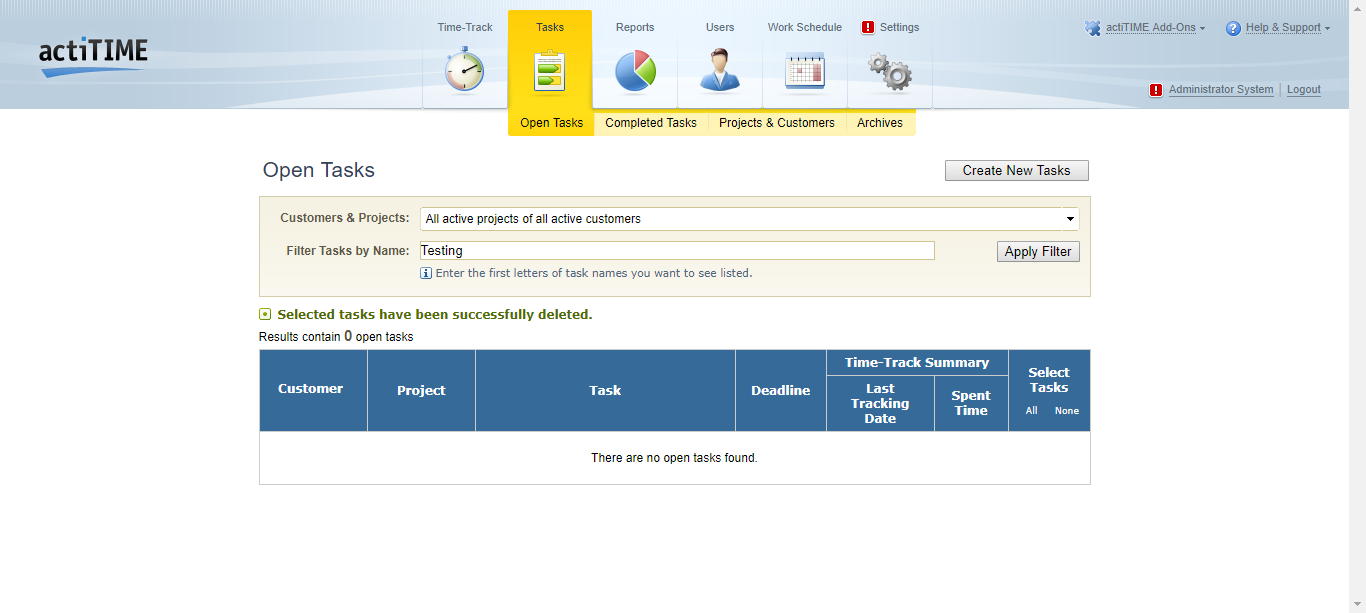 actiTIME
Time-Track
Tasks
Reports
Users
Work Schedule
! Settings
actiTIME Add-Ons
? Help & Support
! Administrator System
Logout
Open Tasks
Completed Tasks
Projects & Customers
Archives
Open Tasks
Create New Tasks
Customers & Projects:
All active projects of all active customers
Filter Tasks by Name:
Testing
Apply Filter
i Enter the first letters of task names you want to see listed.
Selected tasks have been successfully deleted.
Results contain 0 open tasks
Customer
Project
Task
Deadline
Time-Track Summary
Last
Tracking
Date
Spent
Time
Select
Tasks
All
None
There are no open tasks found.